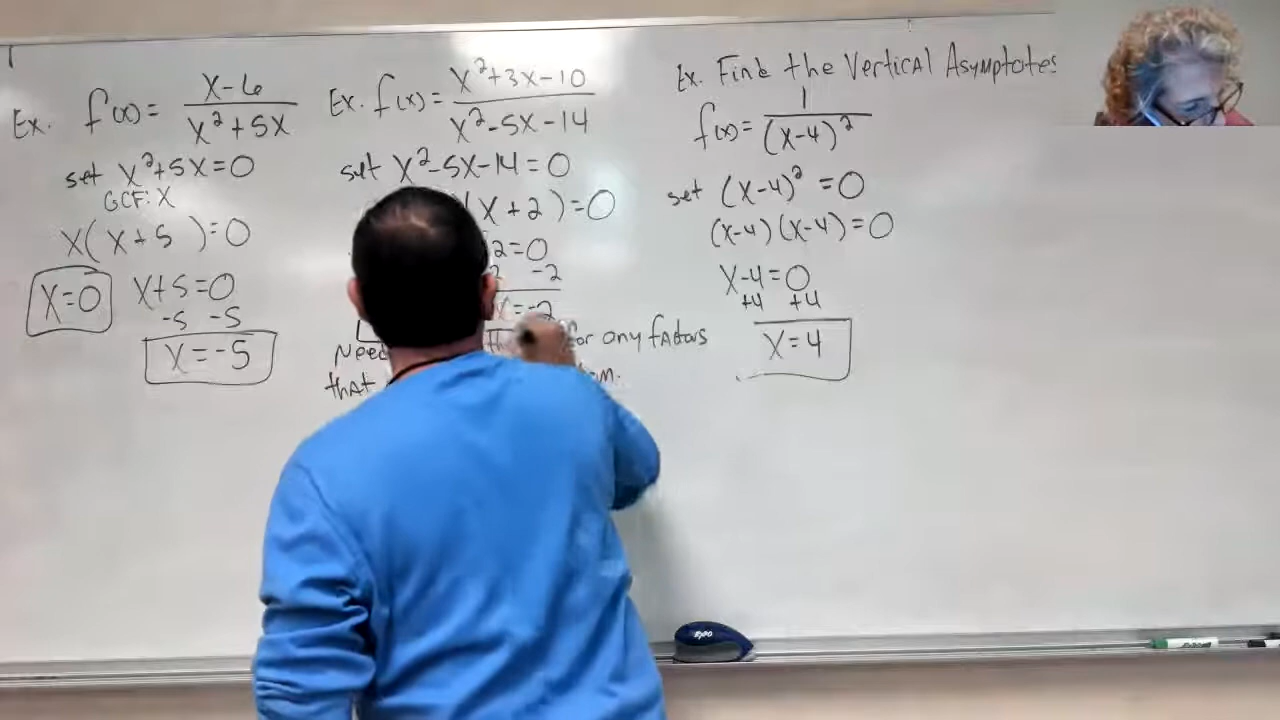 Ex. f(x) = x-6 / x²+5x
set x²+5x=0
GCF: x
x(x+5)=0
x=0
x+5=0
-5 -5
x=-5
Ex. f(x) = x²+3x-10 / x²-5x-14
set x²-5x-14=0
(x+2)=0
2=0
-2
x=-2
Need for any factors
that
Ex. Find the Vertical Asymptotes
f(x) = 1 / (x-4)²
set (x-4)²=0
(x-4)(x-4)=0
x-4=0
+4 +4
x=4
EXPO